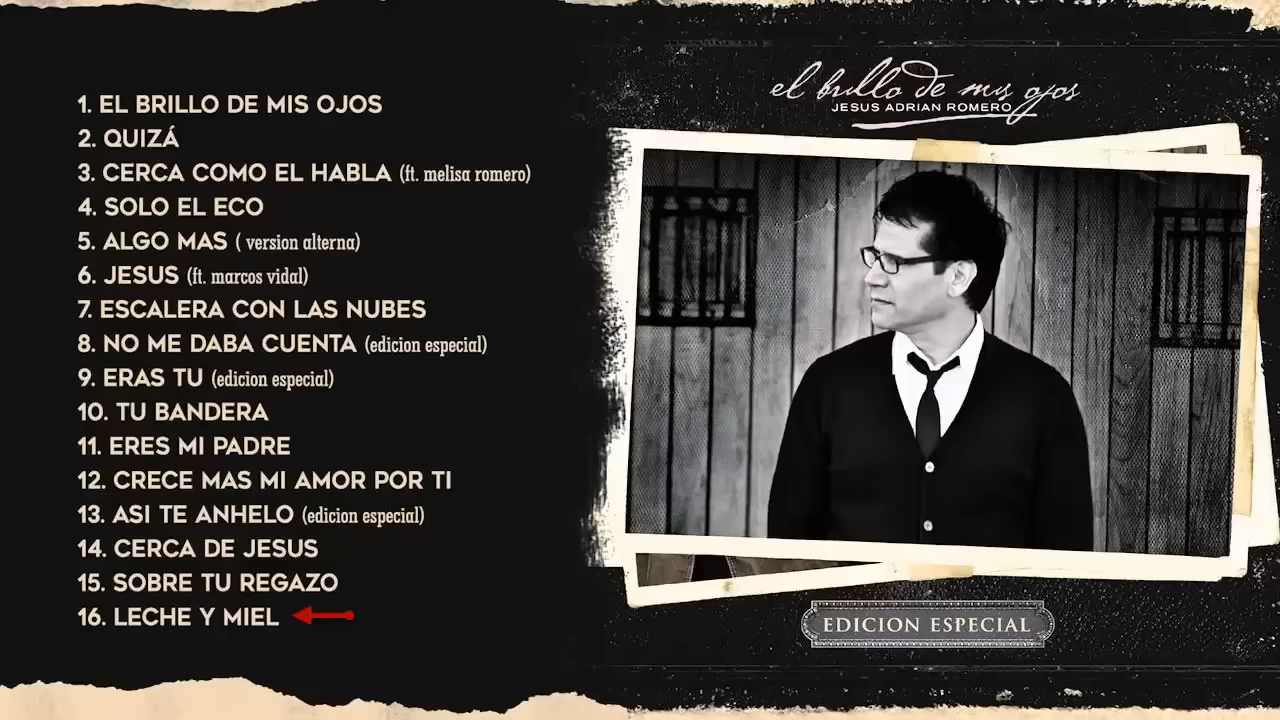 1. EL BRILLO DE MIS OJOS
2. QUIZÁ
3. CERCA COMO EL HABLA (ft. melisa romero)
4. SOLO EL ECO
5. ALGO MAS ( version alterna)
6. JESUS (ft. marcos vidal)
7. ESCALERA CON LAS NUBES
8. NO ME DABA CUENTA (edicion especial)
9. ERAS TU (edicion especial)
10. TU BANDERA
11. ERES MI PADRE
12. CRECE MAS MI AMOR POR TI
13. ASI TE ANHELO (edicion especial)
14. CERCA DE JESUS
15. SOBRE TU REGAZO
16. LECHE Y MIEL
el brillo de mis ojos
JESUS ADRIAN ROMERO
EDICION ESPECIAL